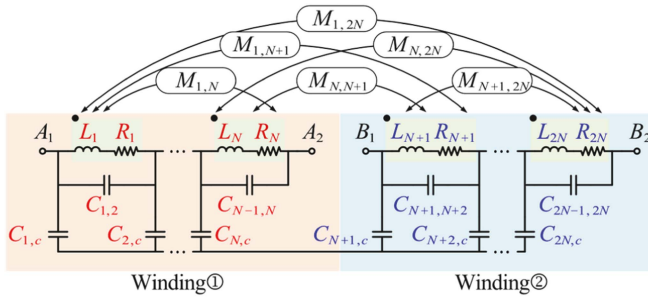 M1,2N
M1,N+1 MN,2N
M1,N MN,N+1 MN+1,2N
A1 L1 R1 ... LN RN A2 B1 LN+1 RN+1 ... L2N R2N B2
... ...
C1,2 CN−1,N CN+1,N+2 C2N−1,2N
C1,c C2,c CN,c CN+1,c CN+2,c C2N,c
... ...
Winding① Winding②